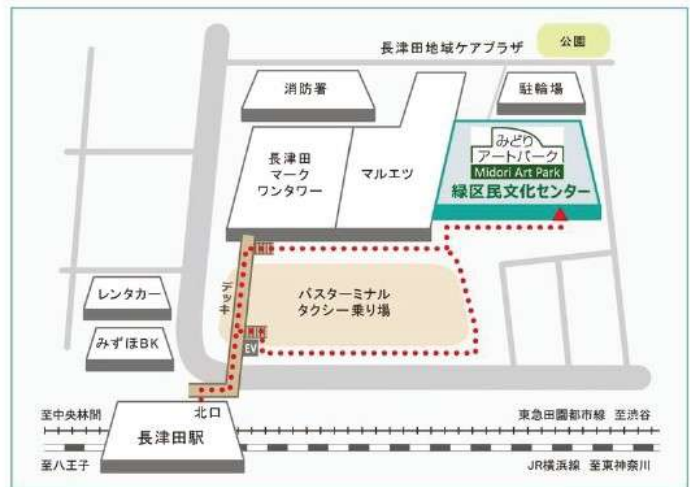 公園
長津田地域ケアプラザ
消防署
駐輪場
みどり
アートパーク
Midori Art Park
緑区民文化センター
長津田
マーク
ワンタワー
マルエツ
デッキ
バスターミナル
タクシー乗り場
レンタカー
みずほBK
EV
北口
至中央林間
東急田園都市線 至渋谷
長津田駅
至八王子
JR横浜線 至東神奈川